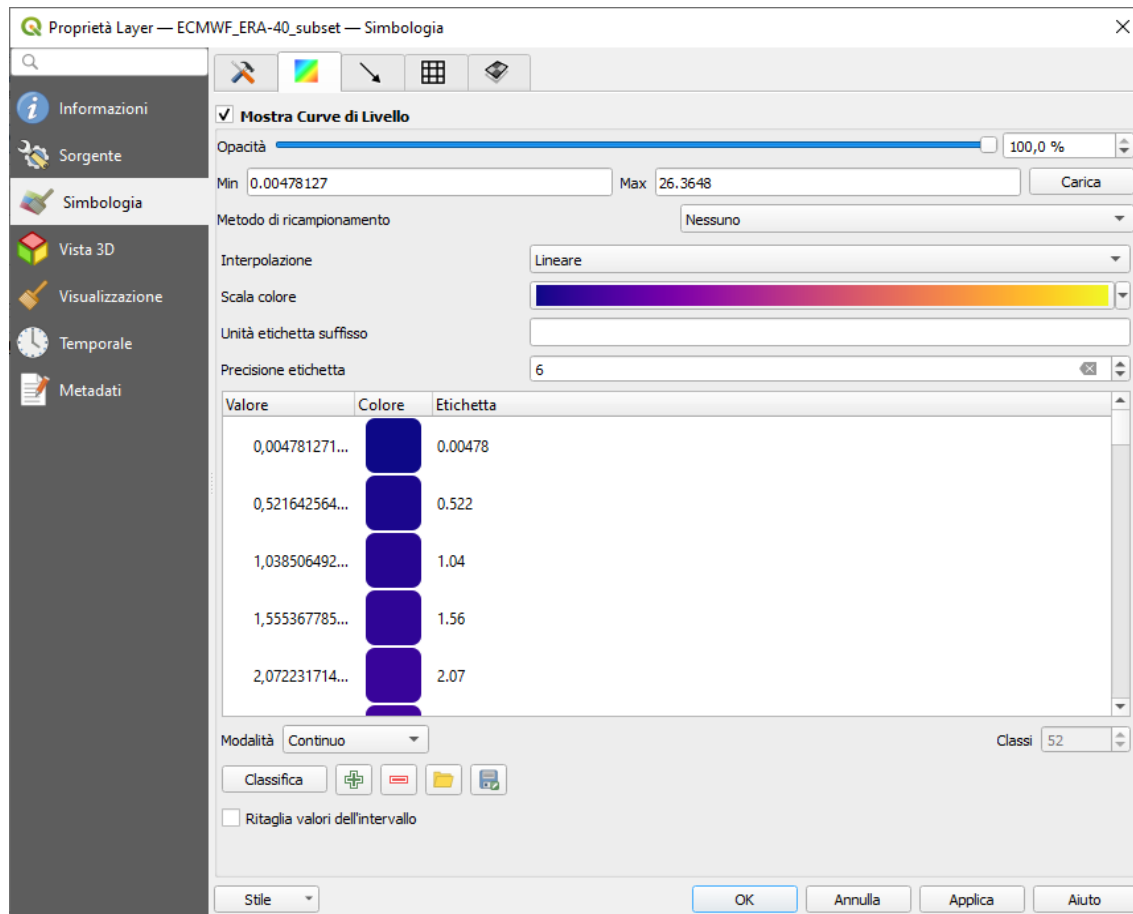 Proprietà Layer — ECMWF_ERA-40_subset — Simbologia
Informazioni
Sorgente
Simbologia
Vista 3D
Visualizzazione
Temporale
Metadati
Mostra Curve di Livello
Opacità 100,0 %
Min 0.00478127 Max 26.3648 Carica
Metodo di ricampionamento Nessuno
Interpolazione Lineare
Scala colore
Unità etichetta suffisso
Precisione etichetta 6
Valore Colore Etichetta
0,004781271... 0.00478
0,521642564... 0.522
1,038506492... 1.04
1,555367785... 1.56
2,072231714... 2.07
Modalità Continuo Classi 52
Classifica
Ritaglia valori dell'intervallo
Stile OK Annulla Applica Aiuto